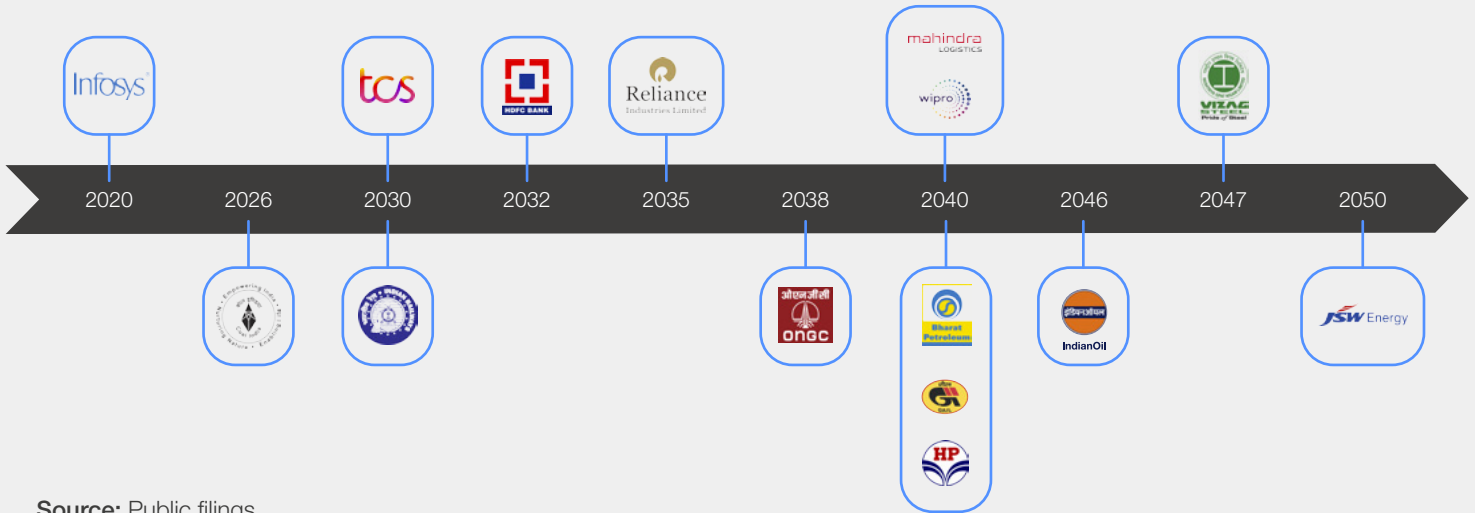 mahindra
LOGISTICS
Infosys
tcs
HDFC BANK
Reliance
Industries Limited
wipro
VIZAG
STEEL
Pride of Steel
2020
2026
2030
2032
2035
2038
2040
2046
2047
2050
Empowering India
Coal India
Nurturing Nature
ओएनजीसी
ONGC
Bharat
Petroleum
इंडियनऑयल
IndianOil
JSW Energy
GAIL
HP
Source: Public filings